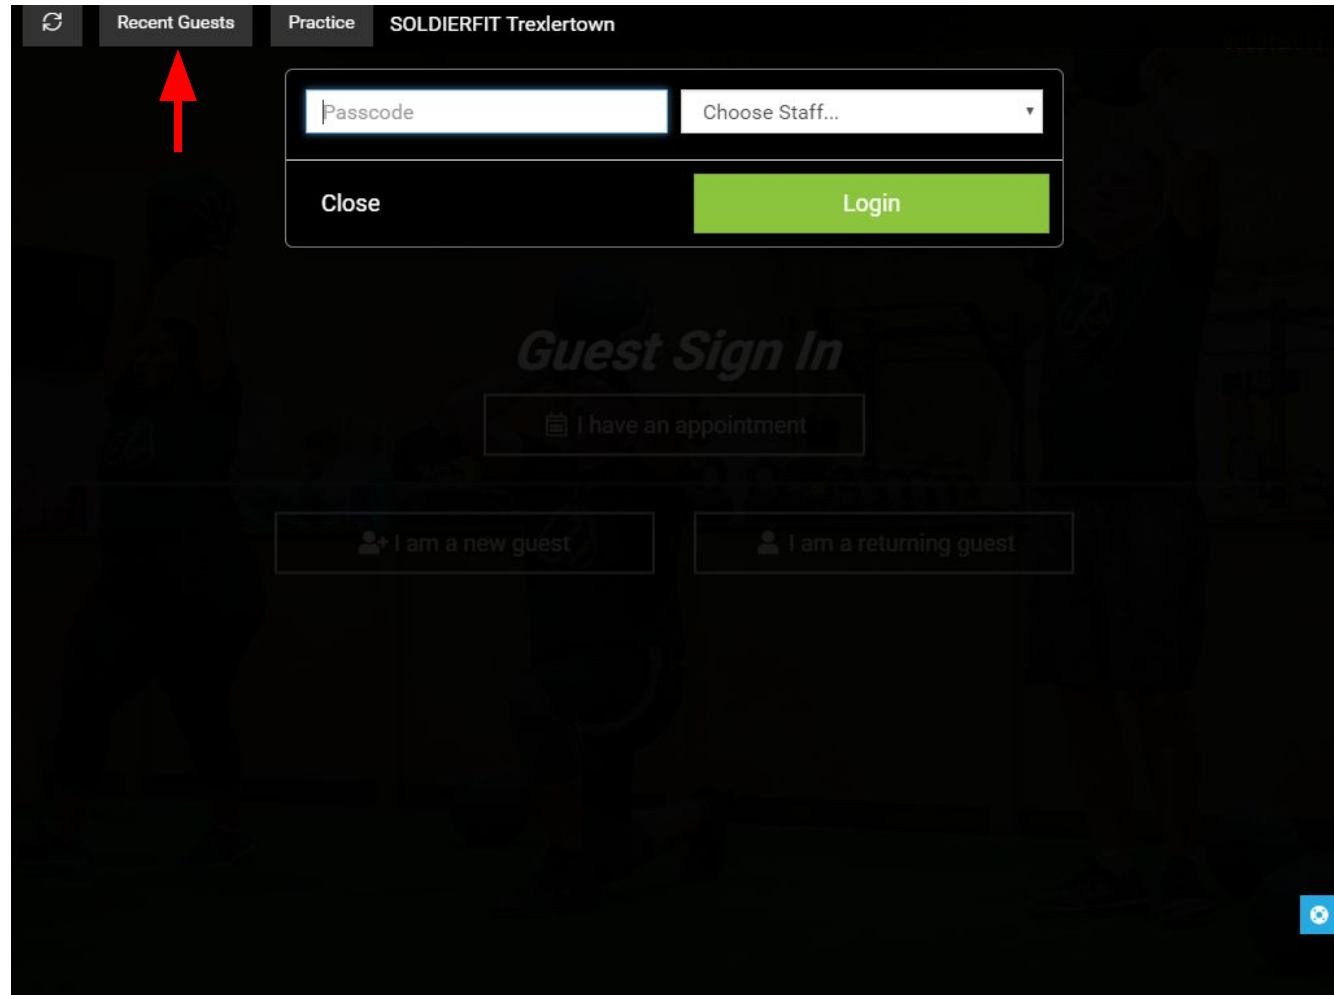 Recent Guests Practice SOLDIERFIT Trexlertown
Passcode Choose Staff...
Close Login
Guest Sign In
I have an appointment
I am a new guest I am a returning guest